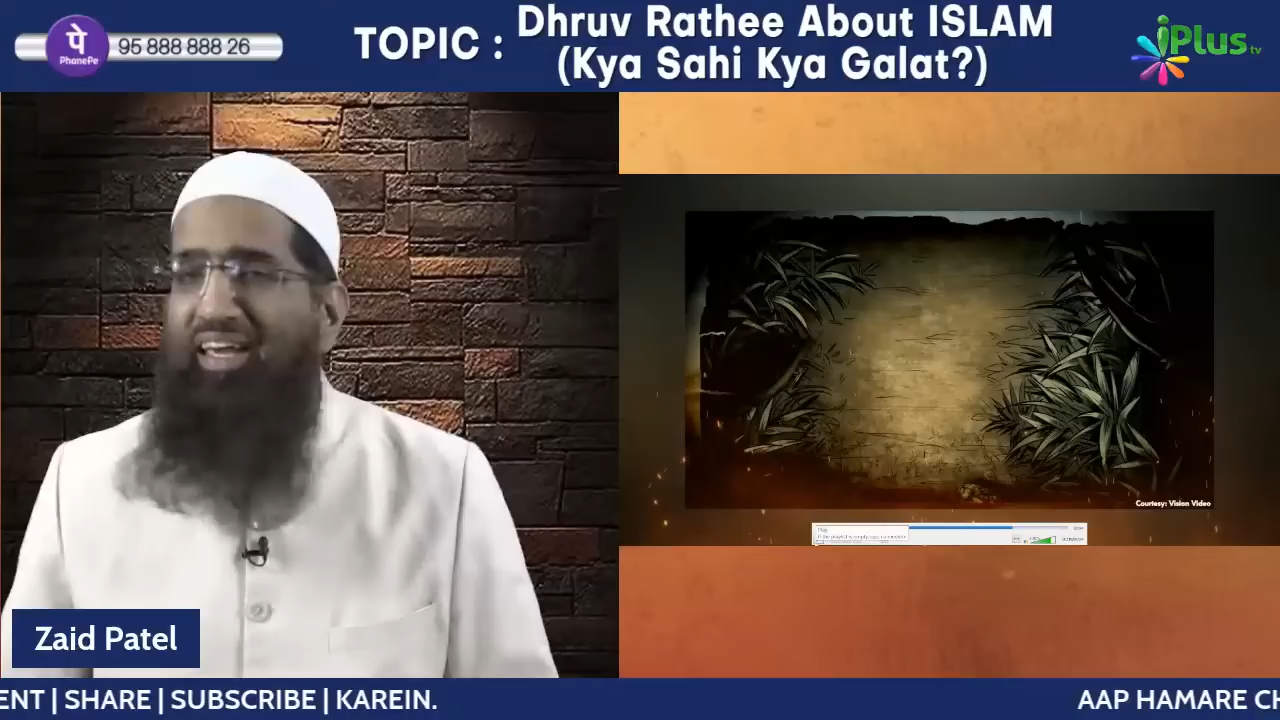 पे
PhonePe
95 888 888 26
TOPIC :
Dhruv Rathee About ISLAM
(Kya Sahi Kya Galat?)
iPlus tv
Courtesy: Vision Video
Play
Zaid Patel
ENT | SHARE | SUBSCRIBE | KAREIN.
AAP HAMARE CH